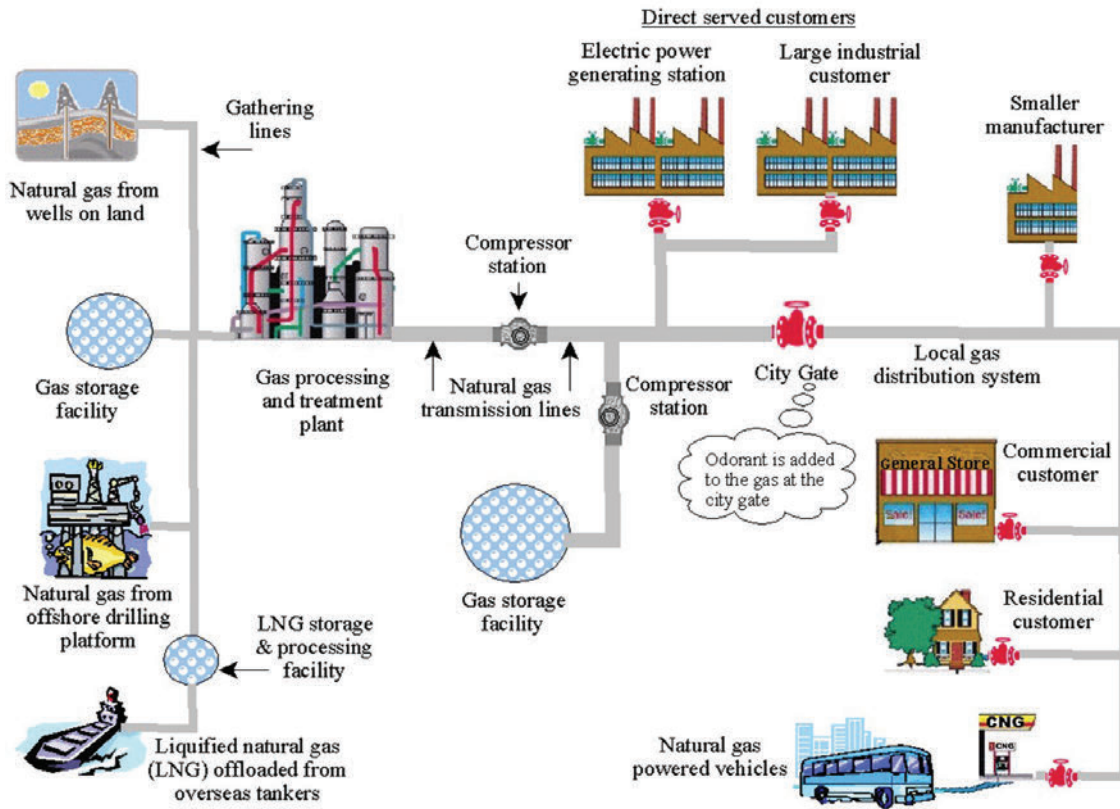 Direct served customers
Electric power
generating station
Large industrial
customer
Smaller
manufacturer
Gathering
lines
Natural gas from
wells on land
Compressor
station
Gas storage
facility
Gas processing
and treatment
plant
Natural gas
transmission lines
Compressor
station
City Gate
Local gas
distribution system
Odorant is added
to the gas at the
city gate
General Store
Sale!
Sale!
Commercial
customer
Natural gas from
offshore drilling
platform
Gas storage
facility
LNG storage
& processing
facility
Residential
customer
Liquified natural gas
(LNG) offloaded from
overseas tankers
Natural gas
powered vehicles
CNG
CNG